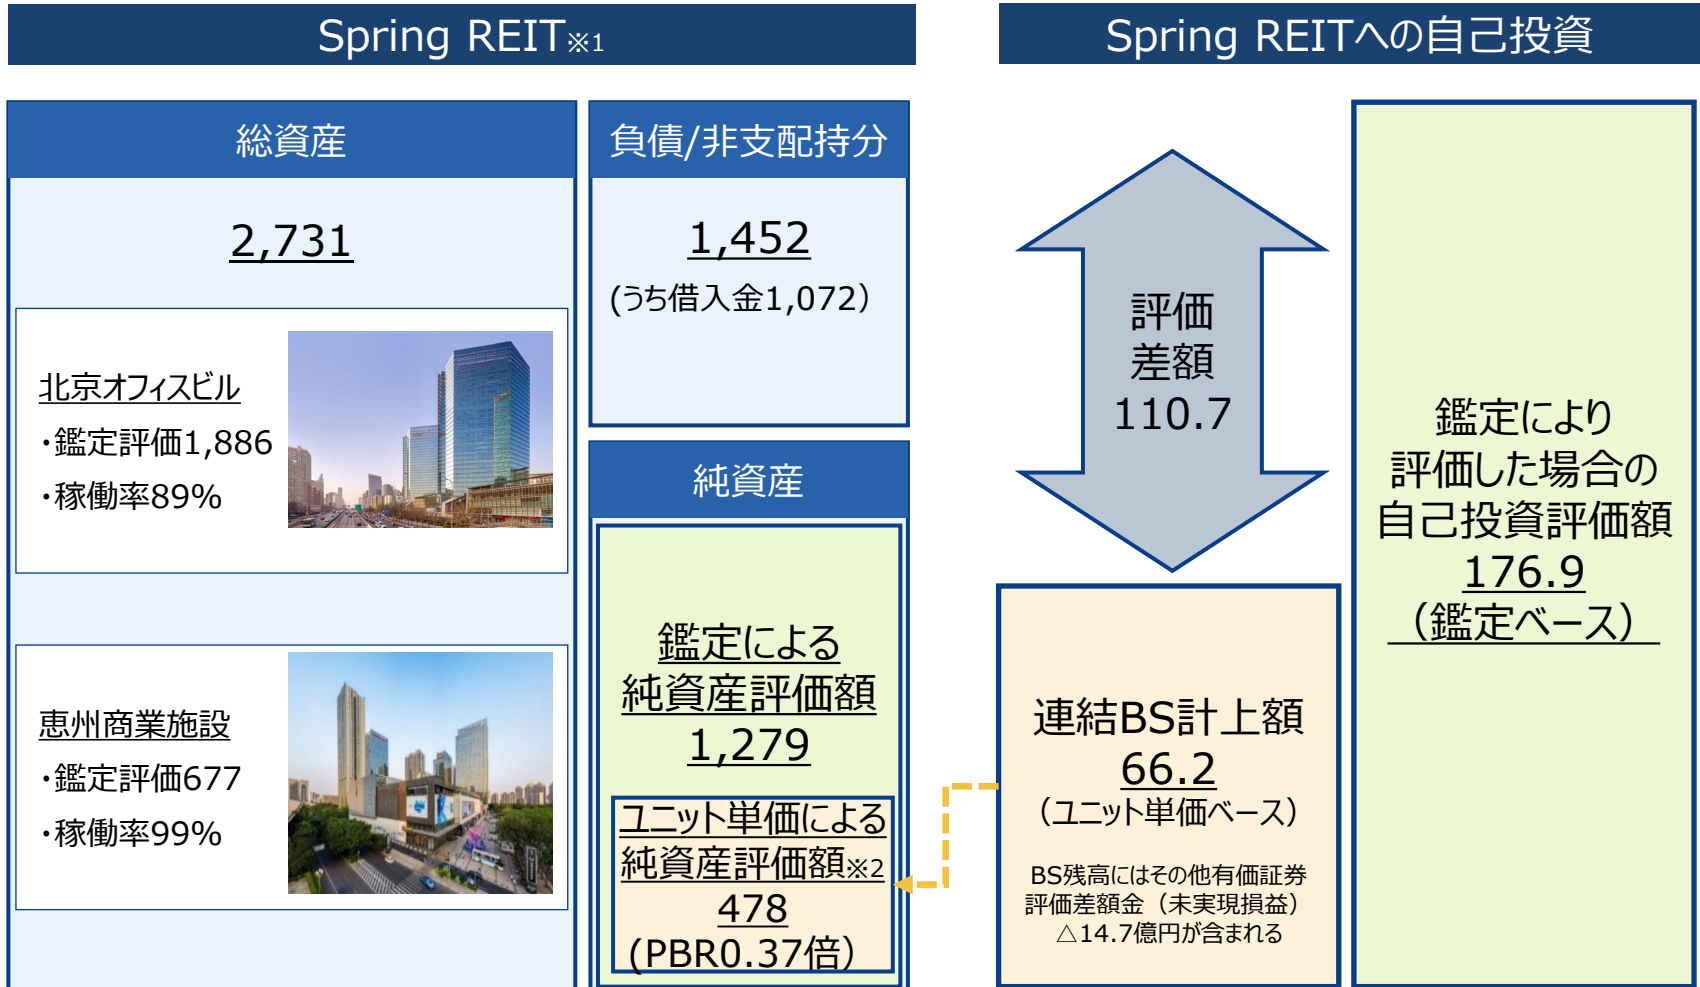 Spring REIT※1
総資産
2,731
北京オフィスビル
・鑑定評価1,886
・稼働率89%
恵州商業施設
・鑑定評価677
・稼働率99%
負債/非支配持分
1,452
(うち借入金1,072）
純資産
鑑定による
純資産評価額
1,279
ユニット単価による
純資産評価額※2
478
(PBR0.37倍）
Spring REITへの自己投資
評価
差額
110.7
連結BS計上額
66.2
（ユニット単価ベース）
BS残高にはその他有価証券
評価差額金（未実現損益）
△14.7億円が含まれる
鑑定により
評価した場合の
自己投資評価額
176.9
（鑑定ベース）